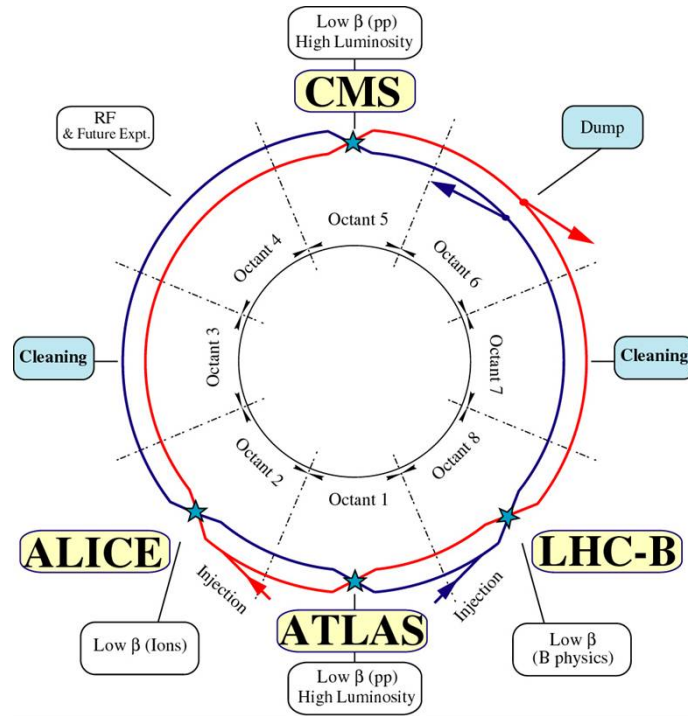 Low β (pp)
High Luminosity
CMS
RF
& Future Expt.
Dump
Octant 5
Octant 4
Octant 6
Cleaning
Octant 3
Octant 7
Cleaning
Octant 2
Octant 8
Octant 1
ALICE
LHC-B
Injection
Injection
ATLAS
Low β (Ions)
Low β
(B physics)
Low β (pp)
High Luminosity